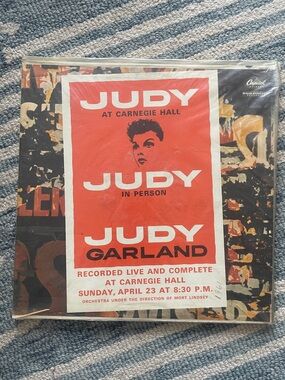 Capitol
JUDY
AT CARNEGIE HALL
JUDY
IN PERSON
JUDY
GARLAND
RECORDED LIVE AND COMPLETE
AT CARNEGIE HALL
SUNDAY, APRIL 23 AT 8:30 P.M.
ORCHESTRA UNDER THE DIRECTION OF MORT LINDSEY